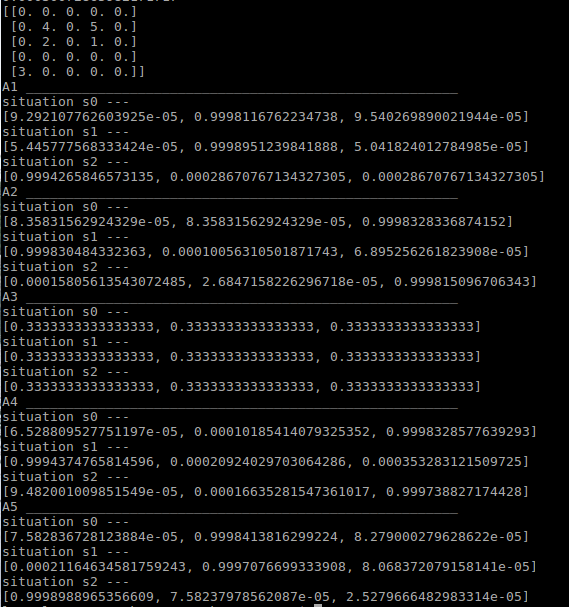 [[0. 0. 0. 0. 0.]
[0. 4. 0. 5. 0.]
[0. 2. 0. 1. 0.]
[0. 0. 0. 0. 0.]
[3. 0. 0. 0. 0.]]
A1 ______________________________________________________
situation s0 ---
[9.292107762603925e-05, 0.9998116762234738, 9.540269890021944e-05]
situation s1 ---
[5.445777568333424e-05, 0.9998951239841888, 5.041824012784985e-05]
situation s2 ---
[0.9994265846573135, 0.00028670767134327305, 0.00028670767134327305]
A2 ______________________________________________________
situation s0 ---
[8.35831562924329e-05, 8.35831562924329e-05, 0.9998328336874152]
situation s1 ---
[0.999830484332363, 0.00010056310501871743, 6.895256261823908e-05]
situation s2 ---
[0.00015805613543072485, 2.6847158226296718e-05, 0.999815096706343]
A3 ______________________________________________________
situation s0 ---
[0.3333333333333333, 0.3333333333333333, 0.3333333333333333]
situation s1 ---
[0.3333333333333333, 0.3333333333333333, 0.3333333333333333]
situation s2 ---
[0.3333333333333333, 0.3333333333333333, 0.3333333333333333]
A4 ______________________________________________________
situation s0 ---
[6.528809527751197e-05, 0.00010185414079325352, 0.9998328577639293]
situation s1 ---
[0.9994374765814596, 0.00020924029703064286, 0.000353283121509725]
situation s2 ---
[9.482001009851549e-05, 0.00016635281547361017, 0.999738827174428]
A5 ______________________________________________________
situation s0 ---
[7.582836728123884e-05, 0.9998413816299224, 8.279000279628622e-05]
situation s1 ---
[0.00021164634581759243, 0.9997076699333908, 8.068372079158141e-05]
situation s2 ---
[0.9998988965356609, 7.58237978562087e-05, 2.5279666482983314e-05]